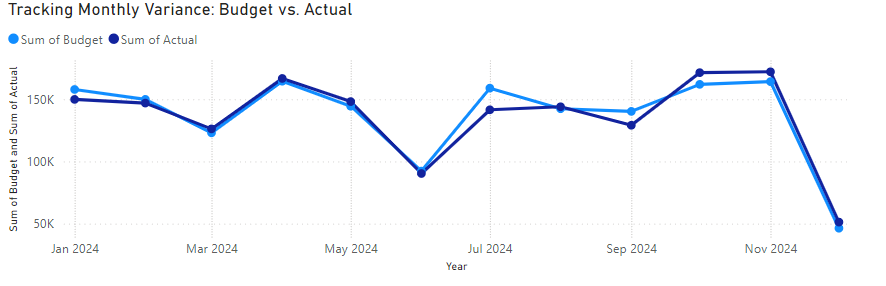 Tracking Monthly Variance: Budget vs. Actual
Sum of Budget Sum of Actual
Sum of Budget and Sum of Actual
150K
100K
50K
Jan 2024 Mar 2024 May 2024 Jul 2024 Sep 2024 Nov 2024
Year